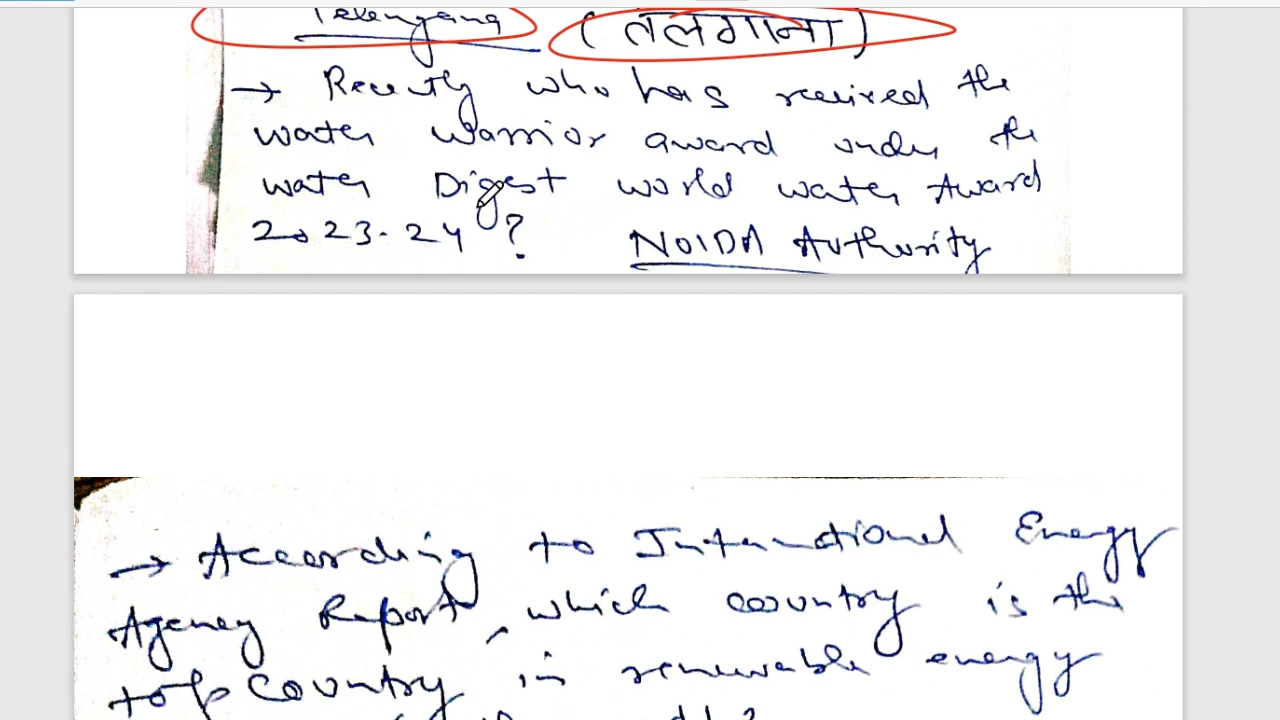 Telengana (तेलंगाना)
→ Recently who has received the
water warrior award under the
water Digest world water Award
2023-24 ? NOIDA Authority
→ According to International Energy
Agency Report, which country is the
top country in renewable energy